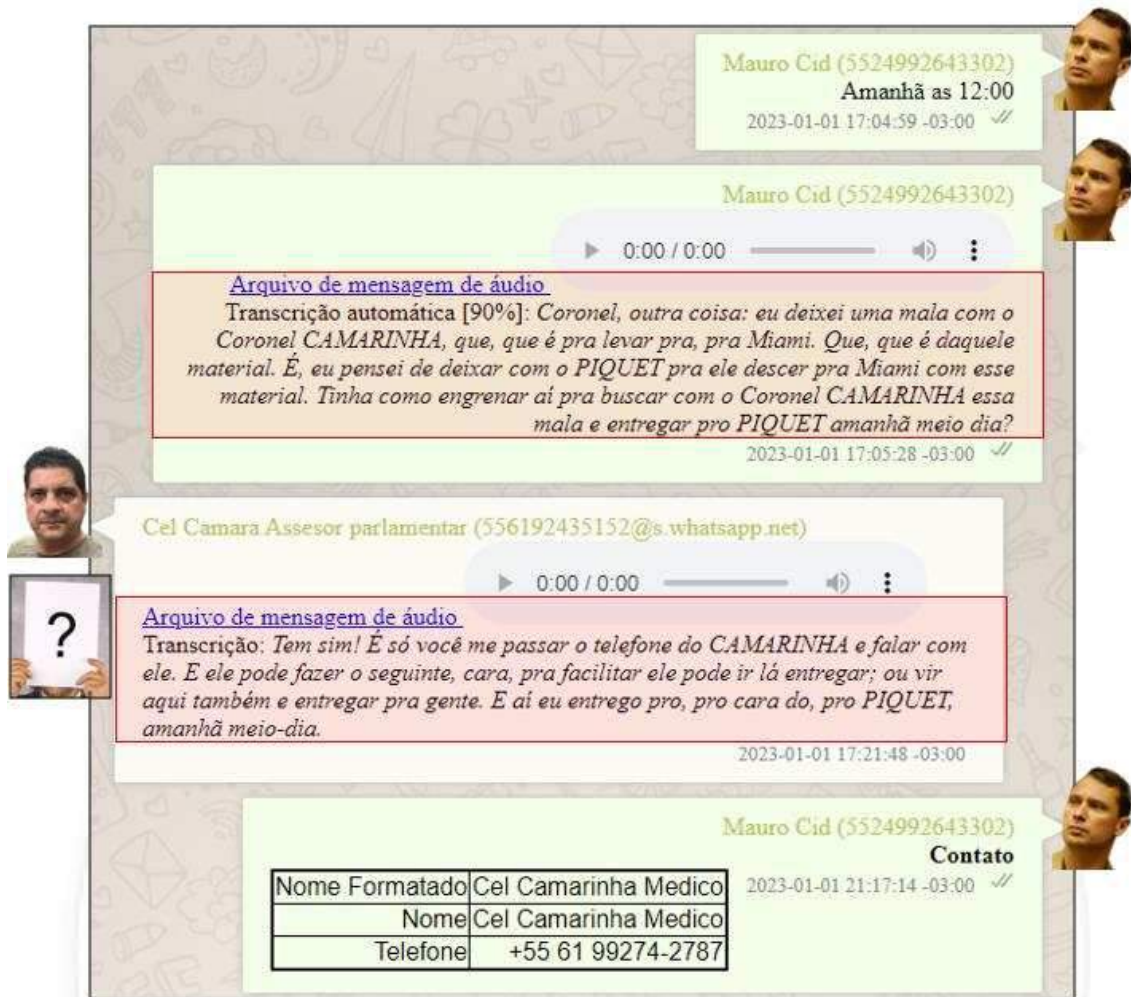 Mauro Cid (5524992643302)
Amanhã as 12:00
2023-01-01 17:04:59 -03:00
Mauro Cid (5524992643302)
0:00 / 0:00
Arquivo de mensagem de áudio
Transcrição automática [90%]: Coronel, outra coisa: eu deixei uma mala com o
Coronel CAMARINHA, que, que é pra levar pra, pra Miami. Que, que é daquele
material. É, eu pensei de deixar com o PIQUET pra ele descer pra Miami com esse
material. Tinha como engrenar aí pra buscar com o Coronel CAMARINHA essa
mala e entregar pro PIQUET amanhã meio dia?
2023-01-01 17:05:28 -03:00
Cel Camara Assesor parlamentar (556192435152@s.whatsapp.net)
0:00 / 0:00
?
Arquivo de mensagem de áudio
Transcrição: Tem sim! É só você me passar o telefone do CAMARINHA e falar com
ele. E ele pode fazer o seguinte, cara, pra facilitar ele pode ir lá entregar; ou vir
aqui também e entregar pra gente. E aí eu entrego pro, pro cara do, pro PIQUET,
amanhã meio-dia.
2023-01-01 17:21:48 -03:00
Mauro Cid (5524992643302)
Contato
2023-01-01 21:17:14 -03:00
Nome Formatado Cel Camarinha Medico
Nome Cel Camarinha Medico
Telefone +55 61 99274-2787